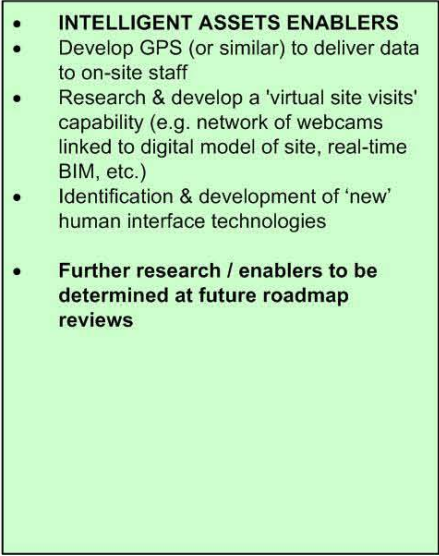 • INTELLIGENT ASSETS ENABLERS
• Develop GPS (or similar) to deliver data
to on-site staff
• Research & develop a 'virtual site visits'
capability (e.g. network of webcams
linked to digital model of site, real-time
BIM, etc.)
• Identification & development of ‘new’
human interface technologies
• Further research / enablers to be
determined at future roadmap
reviews